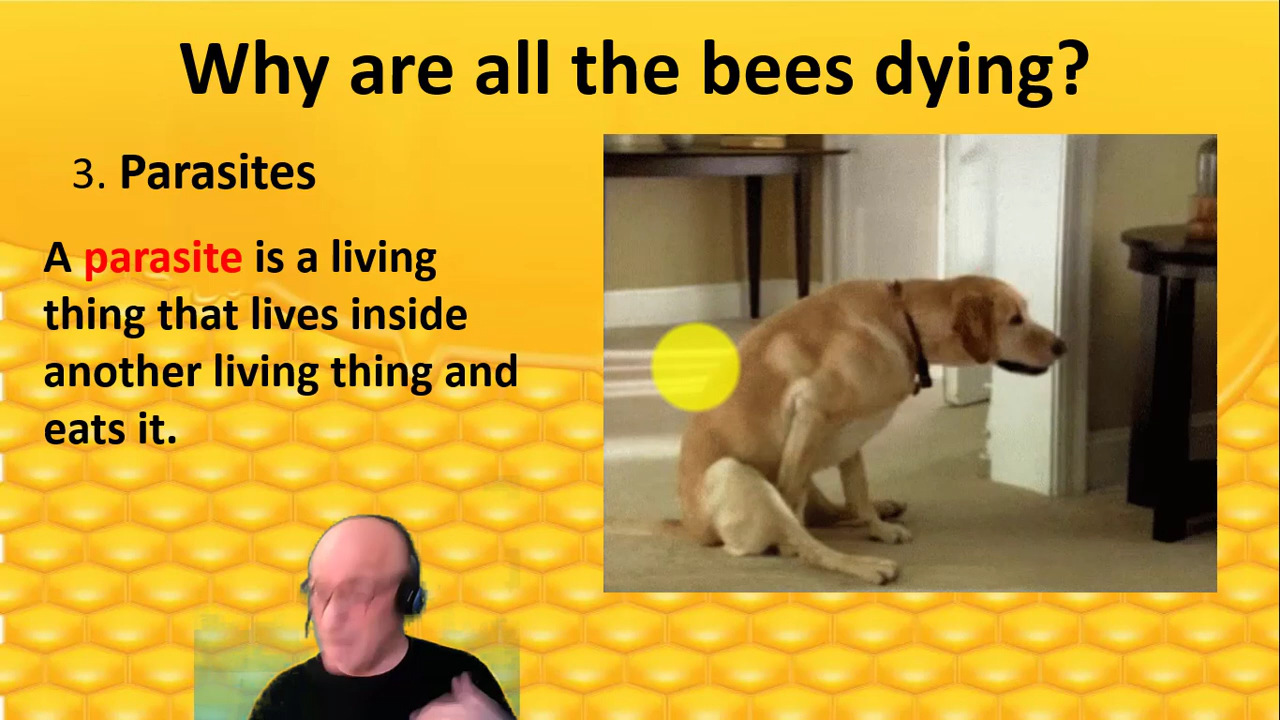 Why are all the bees dying?
3. Parasites
A parasite is a living
thing that lives inside
another living thing and
eats it.